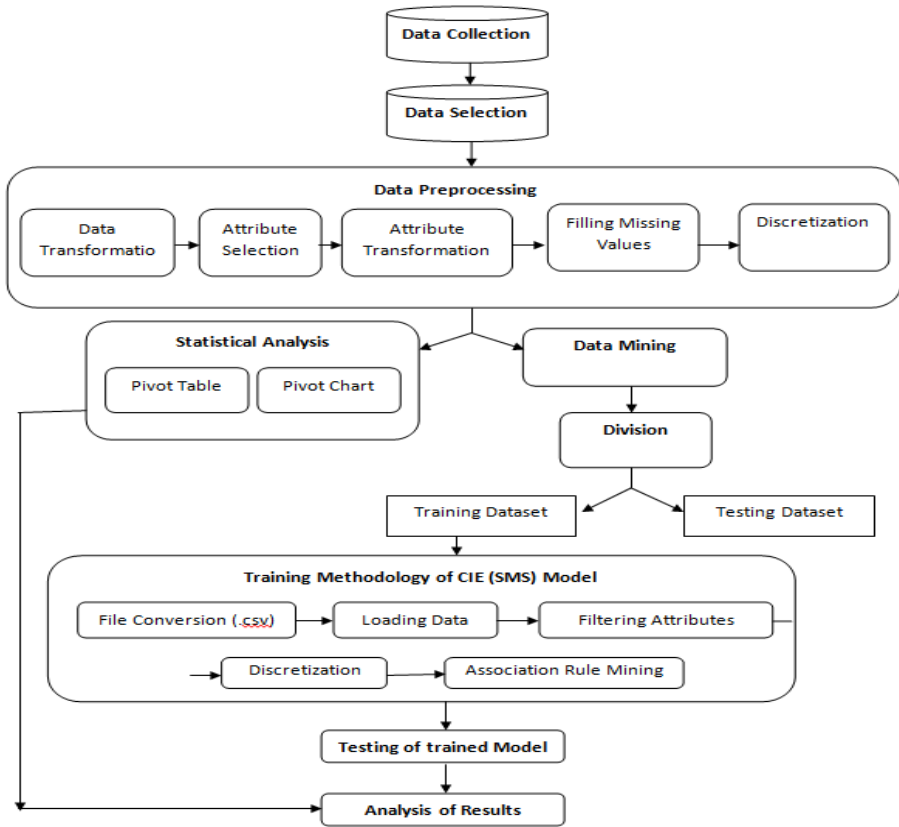 Data Collection
Data Selection
Data Preprocessing
Data
Transformatio
Attribute
Selection
Attribute
Transformation
Filling Missing
Values
Discretization
Statistical Analysis
Pivot Table
Pivot Chart
Data Mining
Division
Training Dataset
Testing Dataset
Training Methodology of CIE (SMS) Model
File Conversion (.csv)
Loading Data
Filtering Attributes
Discretization
Association Rule Mining
Testing of trained Model
Analysis of Results